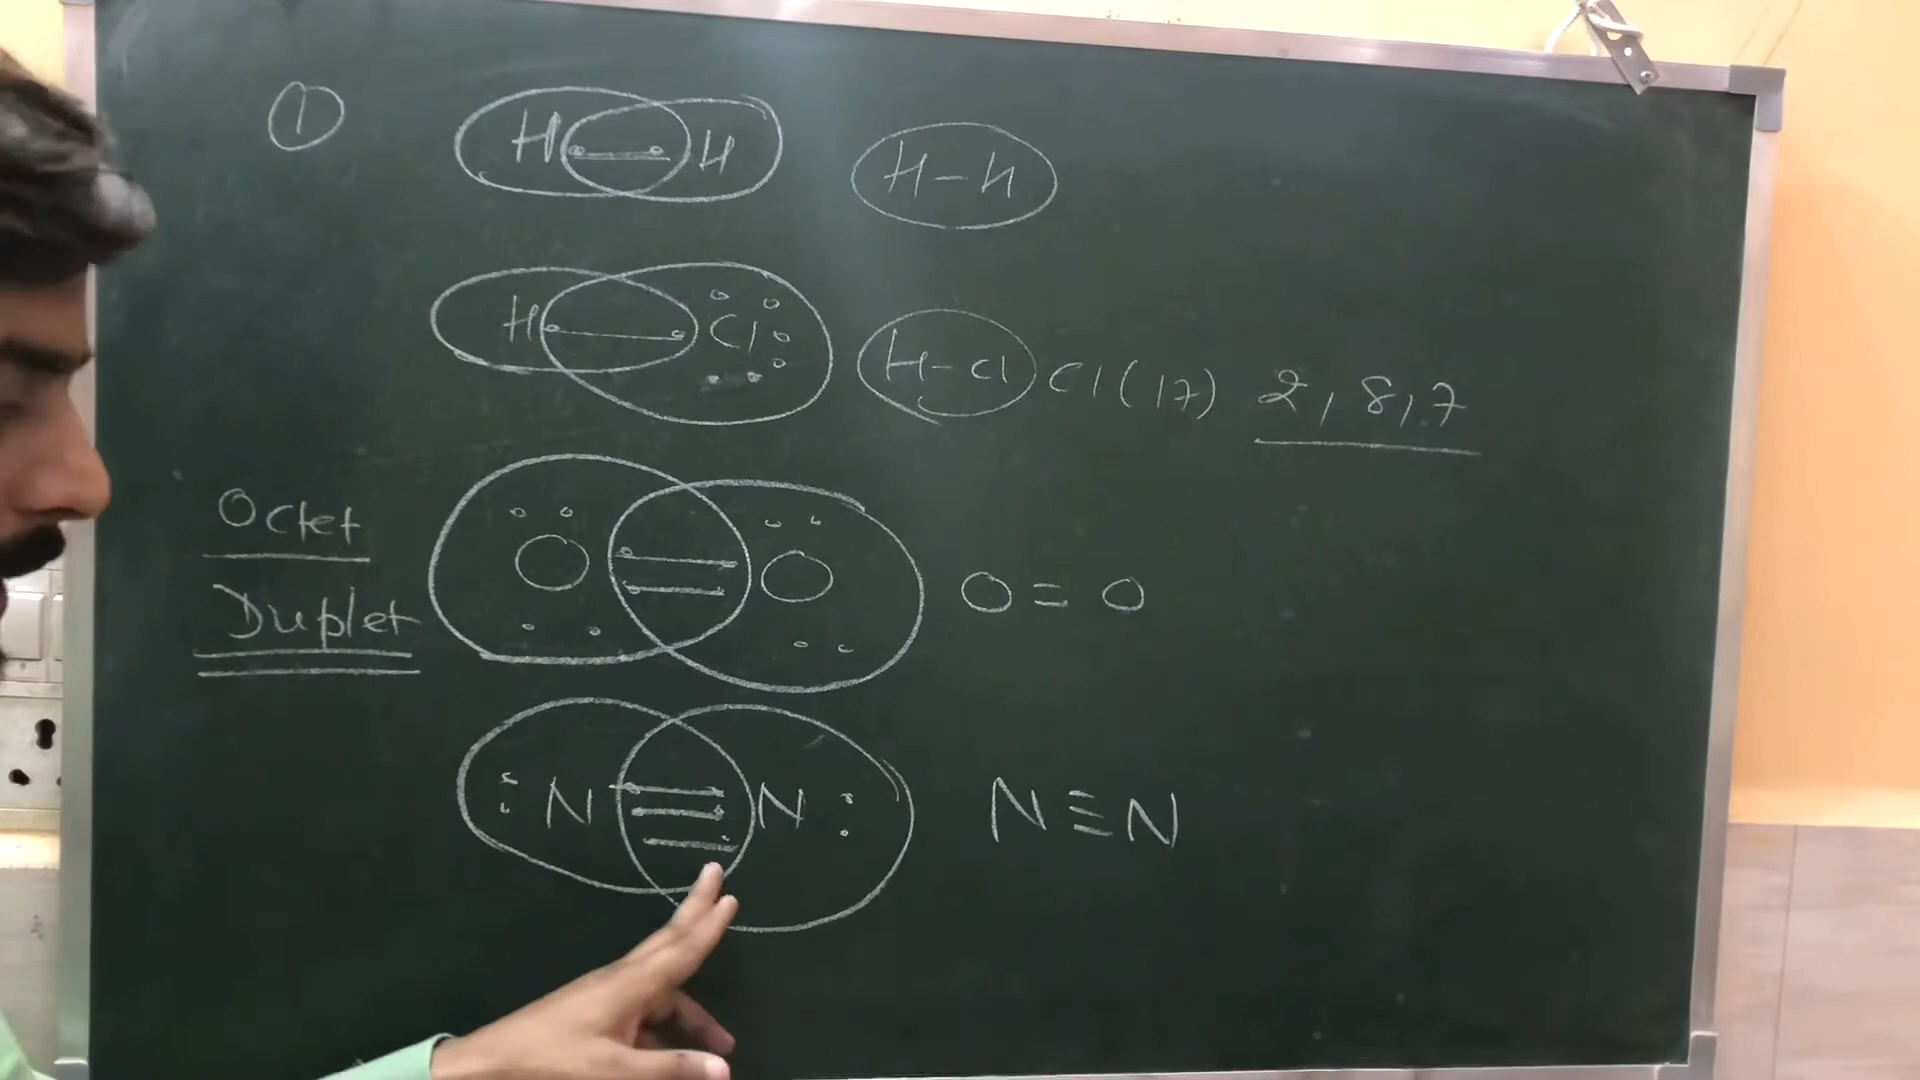 ①
H H H-H
H Cl H-Cl Cl(17) 2,8,7
Octet
Duplet
O O O=O
N N N≡N